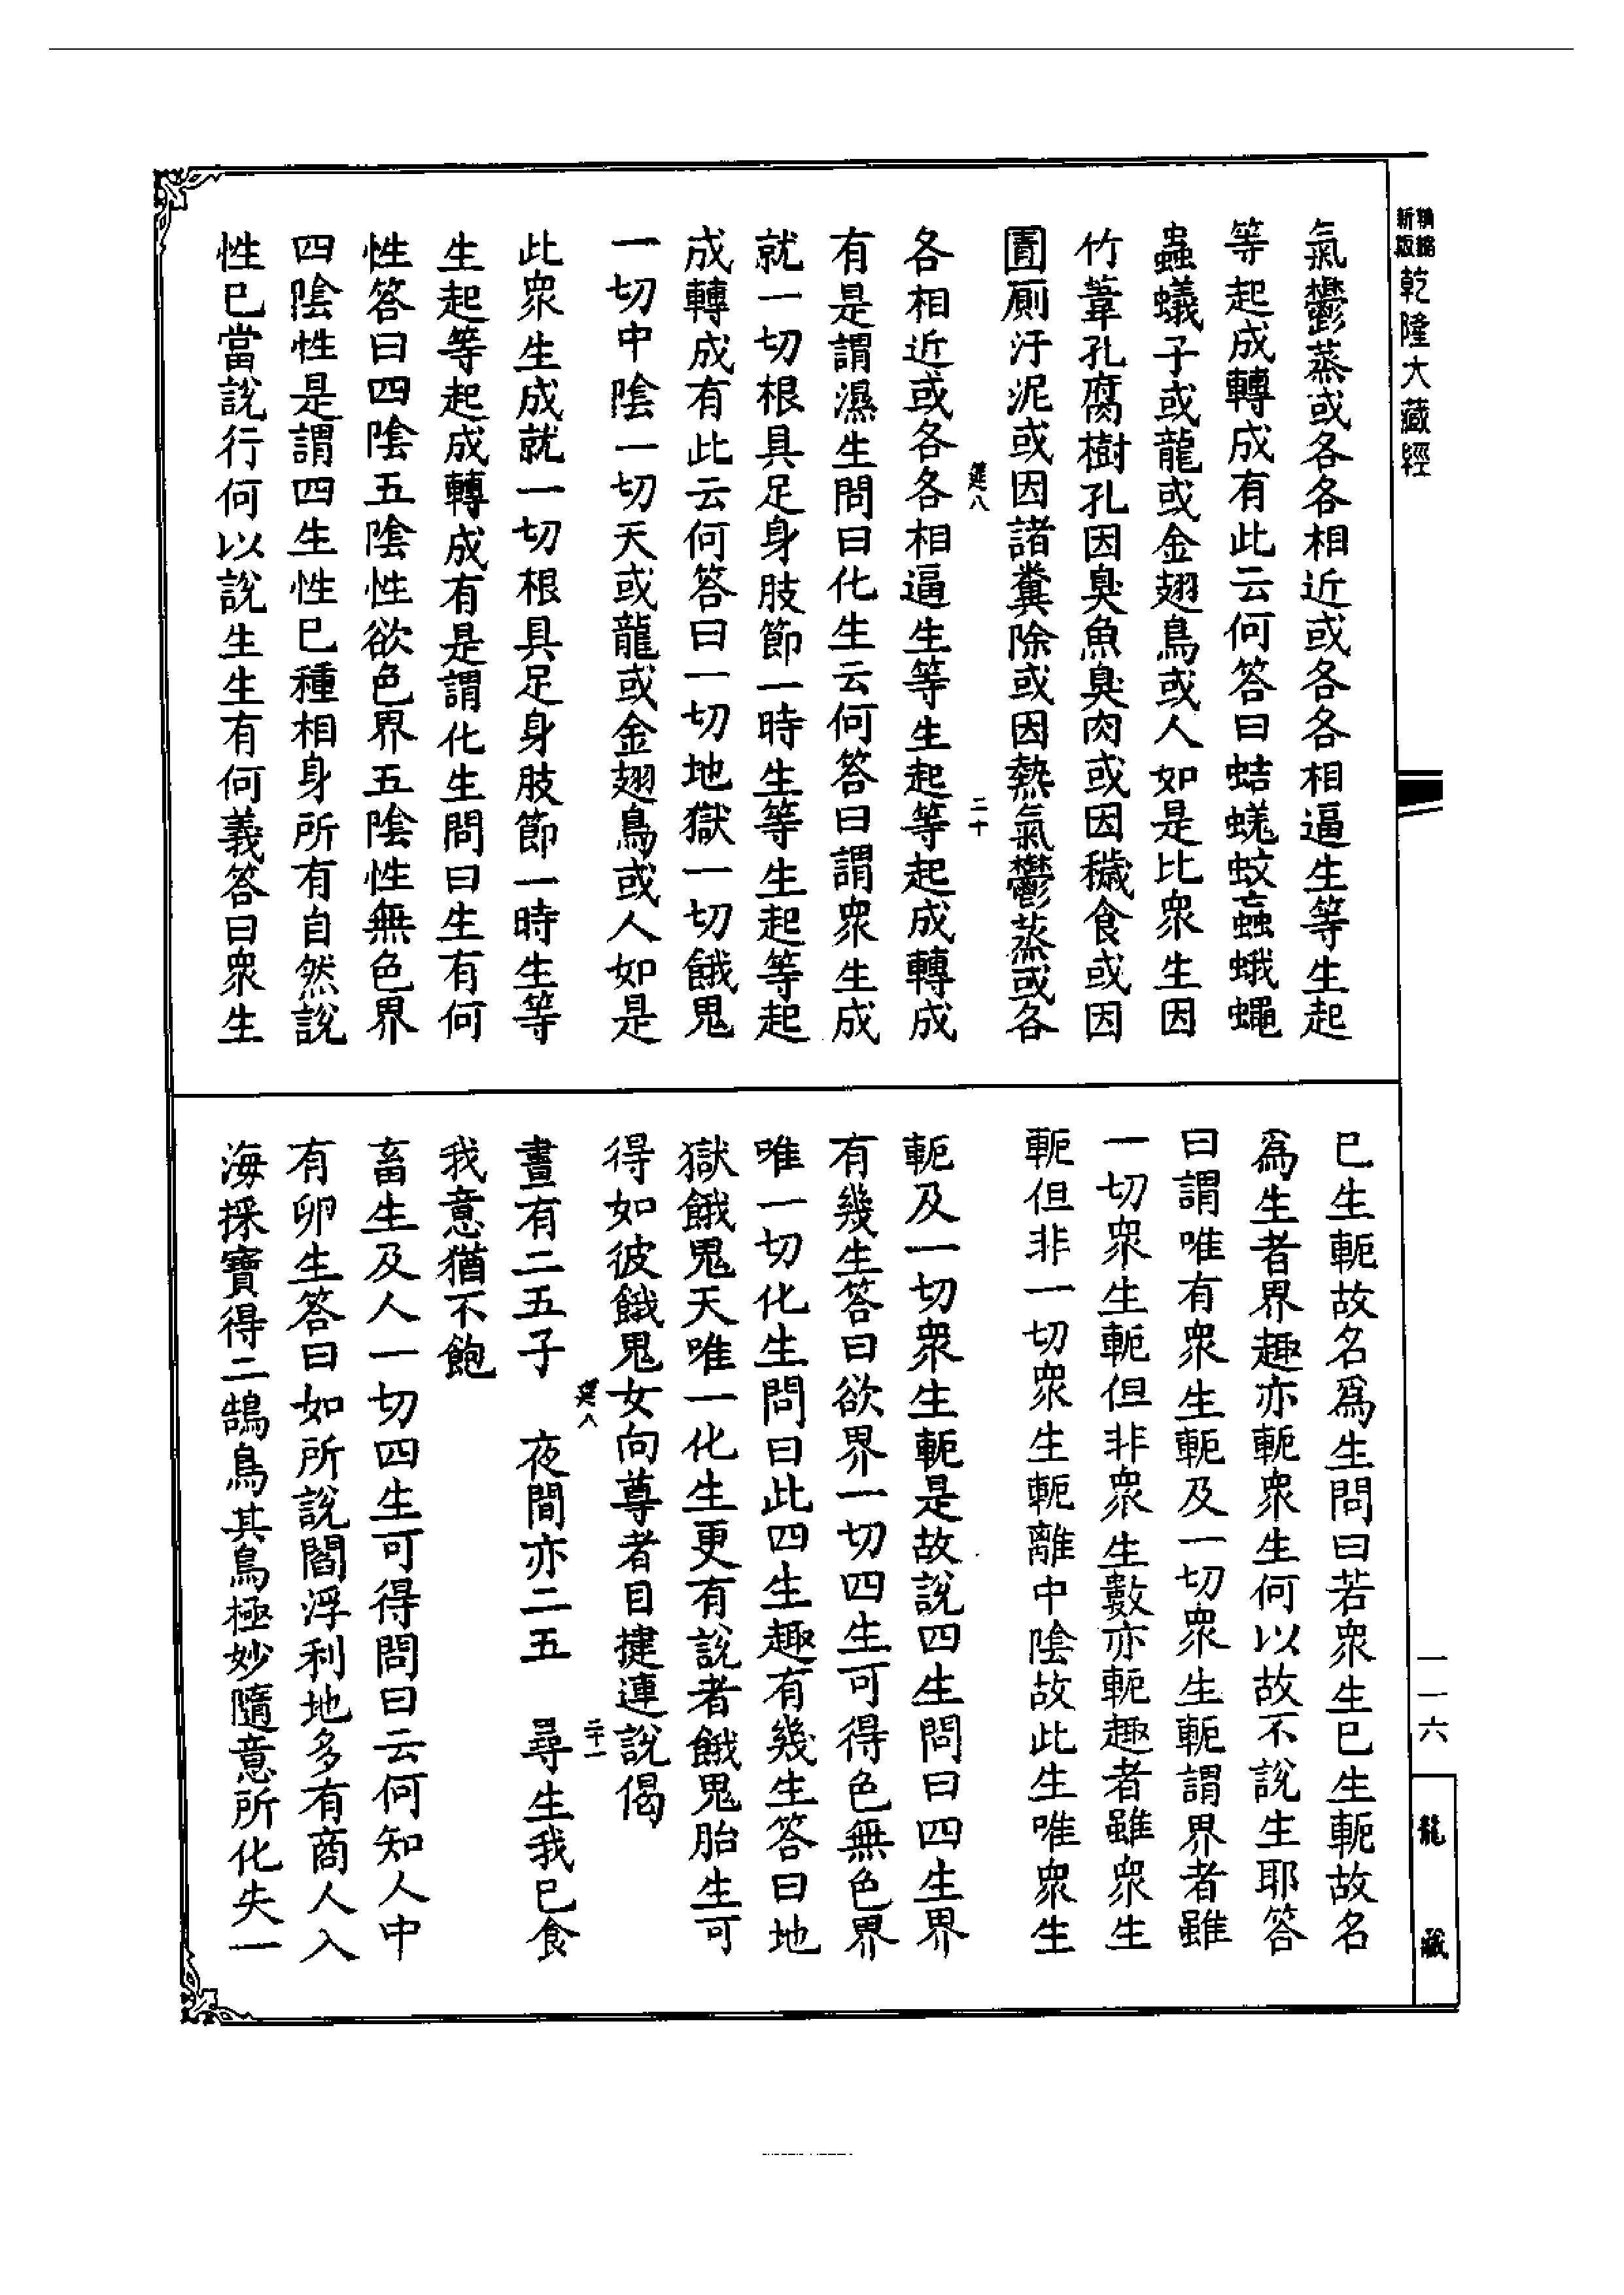 精縮新版乾隆大藏經
氣鬱蒸或各各相近或各各相逼生等生起
等起成轉成有此云何答曰蛣蜣蚊蝱蛾蠅
蟲蟻子或龍或金翅鳥或人如是比衆生因
竹葦孔腐樹孔因臭魚臭肉或因穢食或因
圊厠汙泥或因諸糞除或因熱氣鬱蒸或各
筵八 二十
各相近或各各相逼生等生起等起成轉成
有是謂濕生問曰化生云何答曰謂衆生成
就一切根具足身肢節一時生等生起等起
成轉成有此云何答曰一切地獄一切餓鬼
一切中陰一切天或龍或金翅鳥或人如是
此衆生成就一切根具足身肢節一時生等
生起等起成轉成有是謂化生問曰生有何
性答曰四陰五陰性欲色界五陰性無色界
四陰性是謂四生性已種相身所有自然說
性已當說行何以說生生有何義答曰衆生
已生軛故名爲生問曰若衆生已生軛故名
爲生者界趣亦軛衆生何以故不說生耶答
曰謂唯有衆生軛及一切衆生軛謂界者雖
一切衆生軛但非衆生數亦軛趣者雖衆生
軛但非一切衆生軛離中陰故此生唯衆生
軛及一切衆生軛是故說四生問曰四生界
有幾生答曰欲界一切四生可得色無色界
唯一切化生問曰此四生趣有幾生答曰地
獄餓鬼天唯一化生更有說者餓鬼胎生可
得如彼餓鬼女向尊者目揵連說偈
筵八 二十一
晝有二五子 夜間亦二五 尋生我已食
我意猶不飽
畜生及人一切四生可得問曰云何知人中
有卵生答曰如所說閻浮利地多有商人入
海採寶得二鵠鳥其鳥極妙隨意所化失一
一一六
龍藏